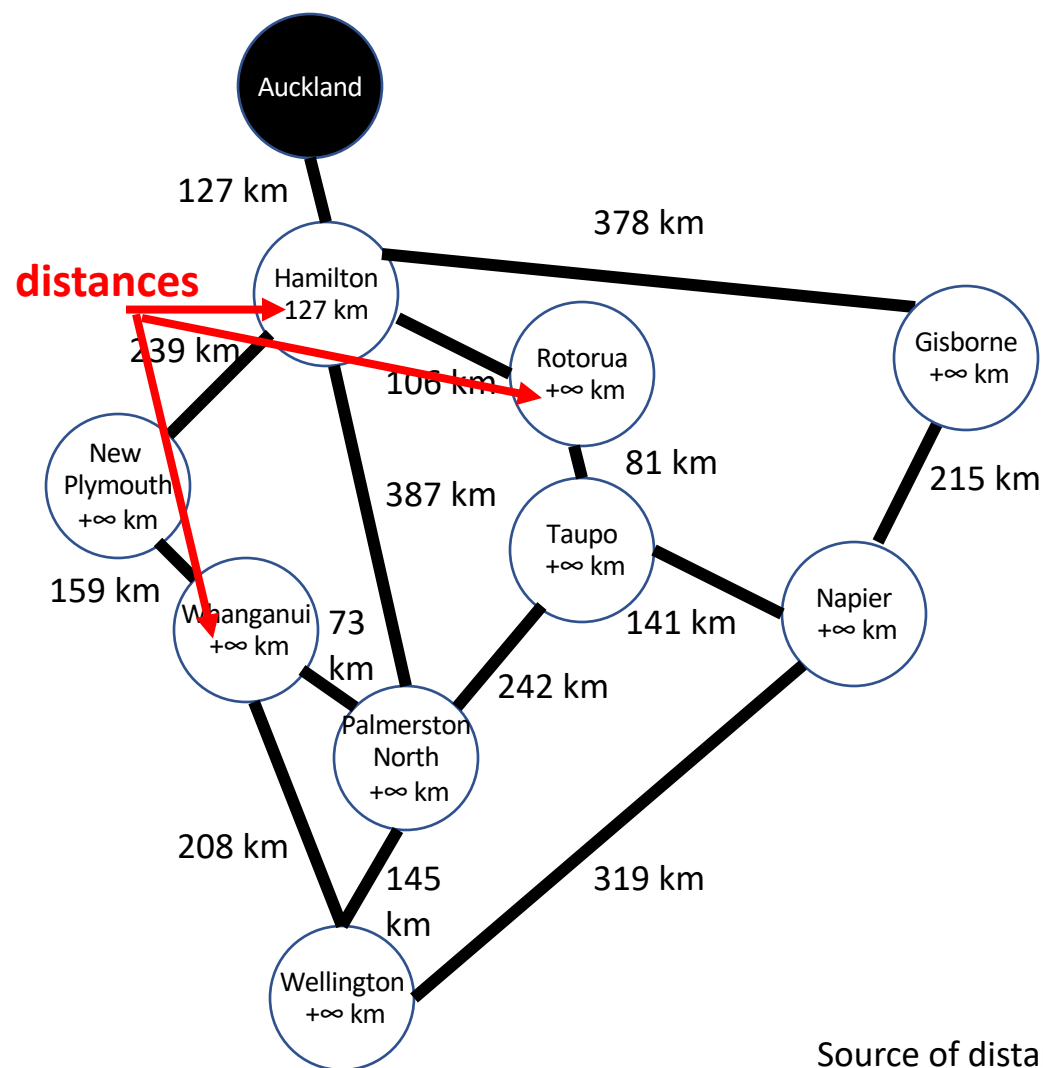 Auckland
127 km
378 km
Hamilton
127 km
distances
239 km
Rotorua
+∞ km
106 km
Gisborne
+∞ km
New
Plymouth
+∞ km
81 km
215 km
387 km
Taupo
+∞ km
159 km
Whanganui
+∞ km
73
km
141 km
Napier
+∞ km
242 km
Palmerston
North
+∞ km
208 km
145
km
319 km
Wellington
+∞ km
Source of dista